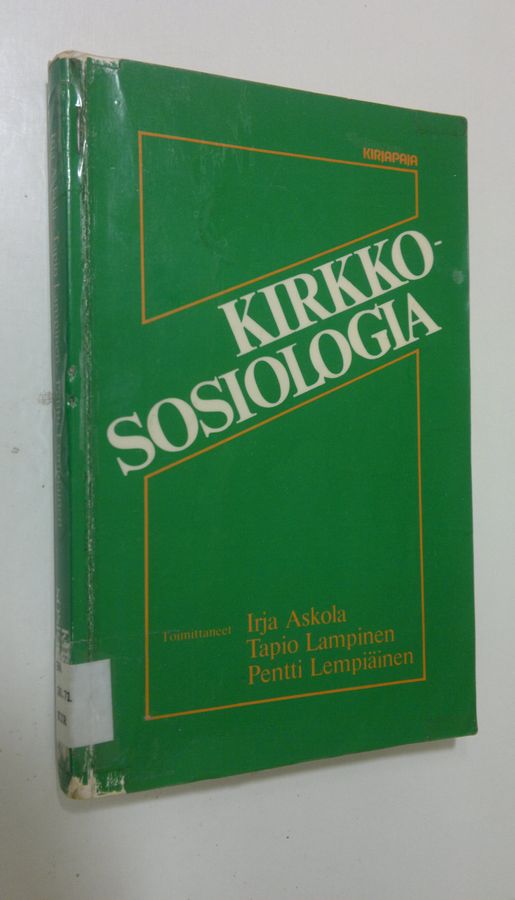 KIRJAPAJA
KIRKKO-
SOSIOLOGIA
Toimittaneet Irja Askola
Tapio Lampinen
Pentti Lempiäinen